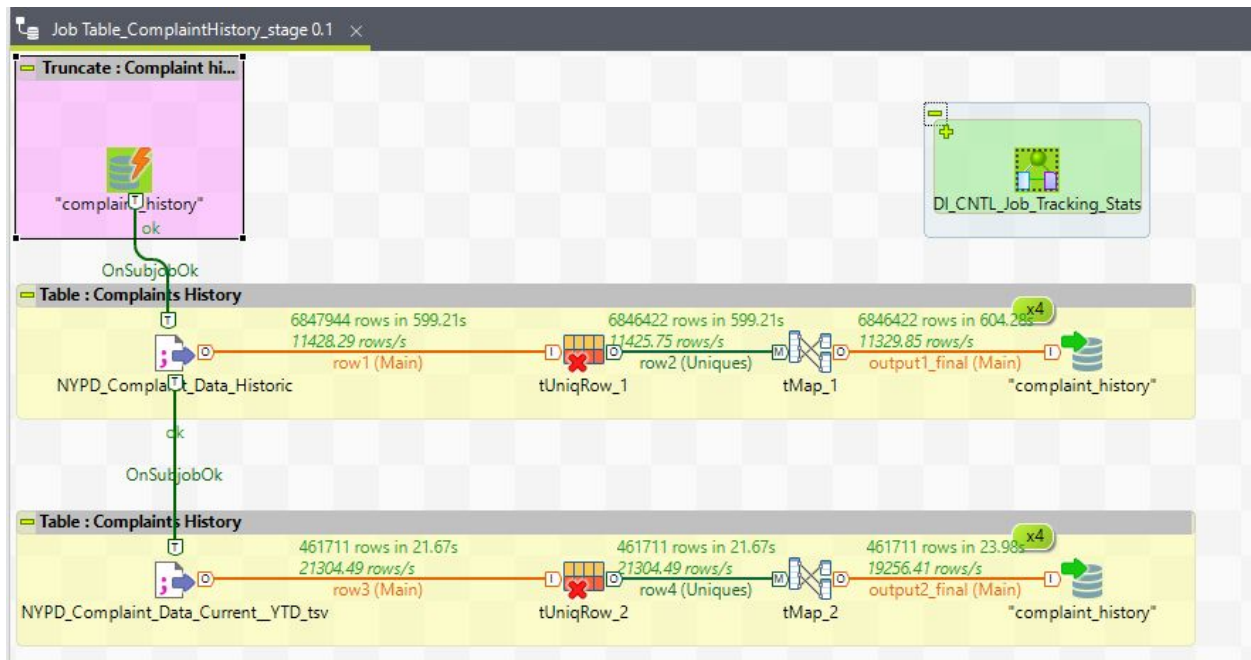 Job Table_ComplaintHistory_stage 0.1
Truncate : Complaint hi...
"complaint_history"
ok
DI_CNTL_Job_Tracking_Stats
OnSubjobOk
Table : Complaints History
x4
6847944 rows in 599.21s
6846422 rows in 599.21s
6846422 rows in 604.28s
11428.29 rows/s
11425.75 rows/s
11329.85 rows/s
row1 (Main)
row2 (Uniques)
output1_final (Main)
NYPD_Complaint_Data_Historic
tUniqRow_1
tMap_1
"complaint_history"
ok
OnSubjobOk
Table : Complaints History
x4
461711 rows in 21.67s
461711 rows in 21.67s
461711 rows in 23.98s
21304.49 rows/s
21304.49 rows/s
19256.41 rows/s
row3 (Main)
row4 (Uniques)
output2_final (Main)
NYPD_Complaint_Data_Current__YTD_tsv
tUniqRow_2
tMap_2
"complaint_history"